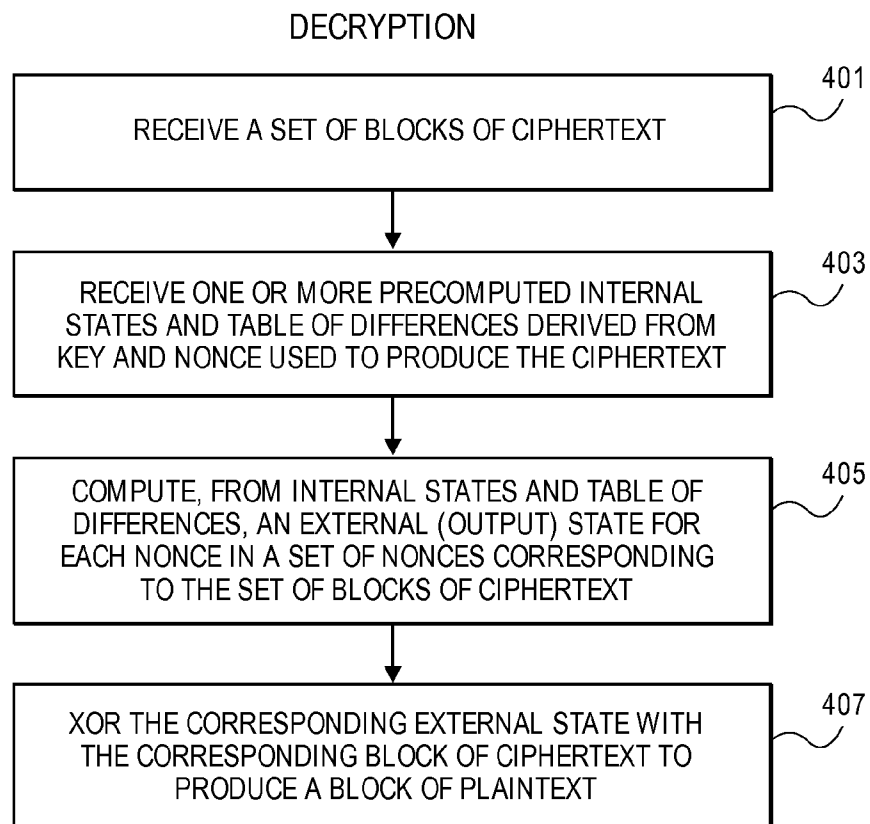 DECRYPTION
401
RECEIVE A SET OF BLOCKS OF CIPHERTEXT
403
RECEIVE ONE OR MORE PRECOMPUTED INTERNAL
STATES AND TABLE OF DIFFERENCES DERIVED FROM
KEY AND NONCE USED TO PRODUCE THE CIPHERTEXT
405
COMPUTE, FROM INTERNAL STATES AND TABLE OF
DIFFERENCES, AN EXTERNAL (OUTPUT) STATE FOR
EACH NONCE IN A SET OF NONCES CORRESPONDING
TO THE SET OF BLOCKS OF CIPHERTEXT
407
XOR THE CORRESPONDING EXTERNAL STATE WITH
THE CORRESPONDING BLOCK OF CIPHERTEXT TO
PRODUCE A BLOCK OF PLAINTEXT